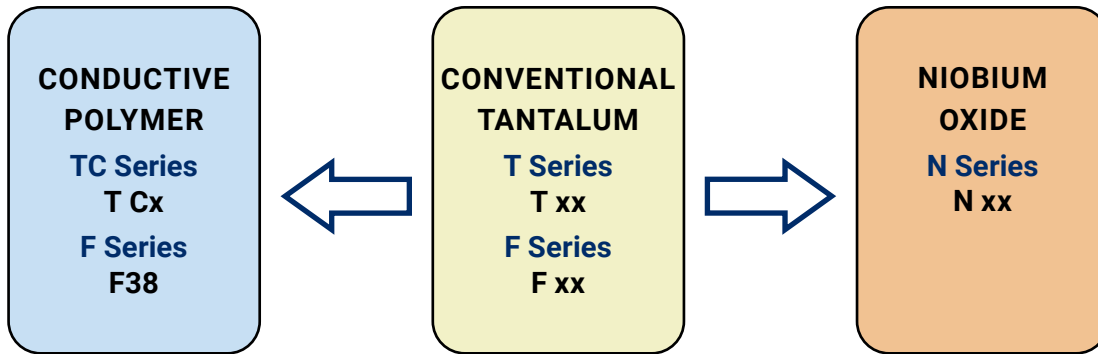 CONDUCTIVE
POLYMER
TC Series
T Cx
F Series
F38
CONVENTIONAL
TANTALUM
T Series
T xx
F Series
F xx
NIOBIUM
OXIDE
N Series
N xx